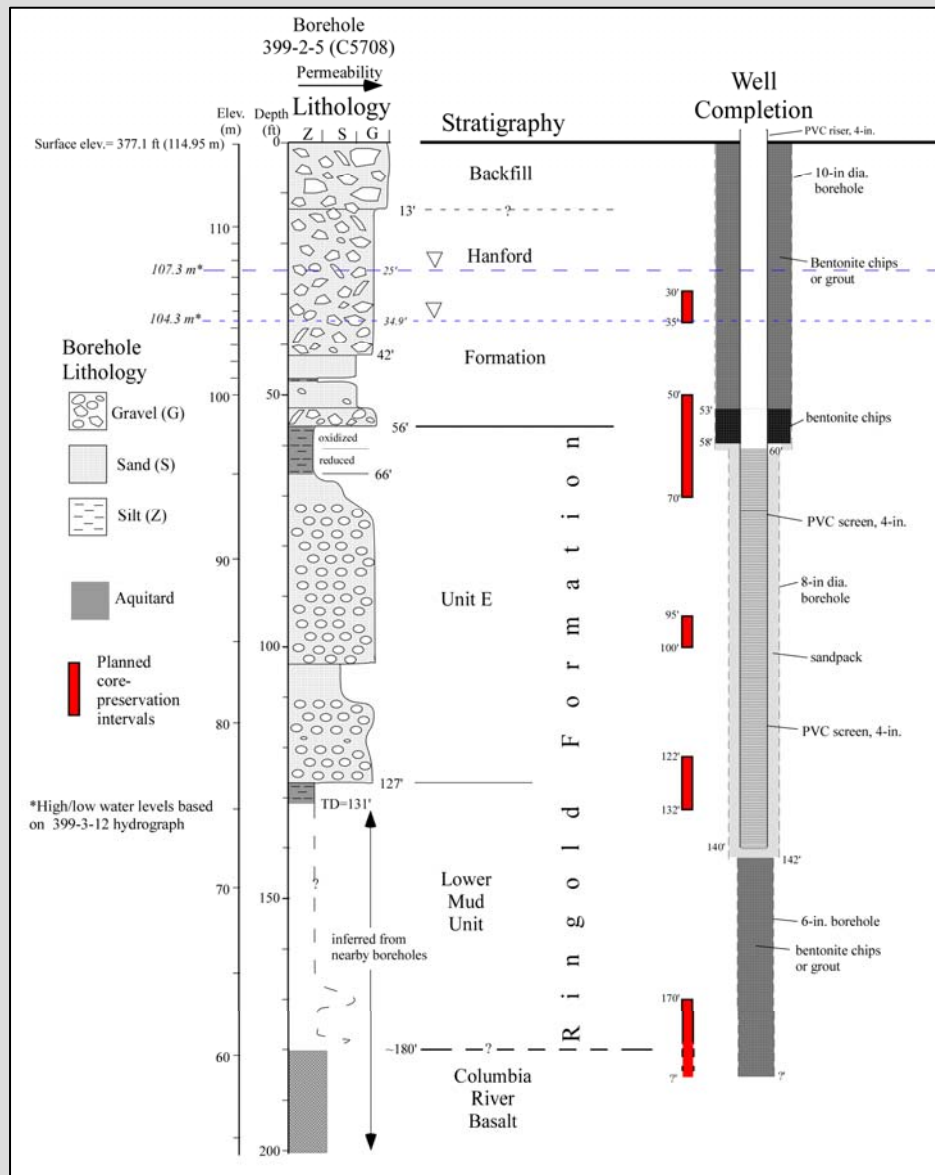 Borehole
399-2-5 (C5708)
Permeability
Lithology
Elev.
(m)
Depth
(ft)
Z S G
Stratigraphy
Well
Completion
PVC riser, 4-in.
Surface elev.= 377.1 ft (114.95 m)
0
Backfill
10-in dia.
borehole
13'
?
110
Hanford
107.3 m*
25'
Bentonite chips
or grout
30'
104.3 m*
34.9'
35'
42'
Formation
Borehole
Lithology
Gravel (G)
Sand (S)
Silt (Z)
Aquitard
Planned
core-
preservation
intervals
100
50
50'
53'
bentonite chips
56'
58'
60'
oxidized
reduced
66'
70'
PVC screen, 4-in.
90
8-in dia.
borehole
Unit E
95'
100
100'
sandpack
80
PVC screen, 4-in.
122'
127'
TD=131'
132'
*High/low water levels based
on 399-3-12 hydrograph
140'
142'
70
?
150
Lower
Mud
Unit
inferred from
nearby boreholes
6-in. borehole
bentonite chips
or grout
Ringold Formation
170'
~180'
?
60
?'
?'
Columbia
River
Basalt
200